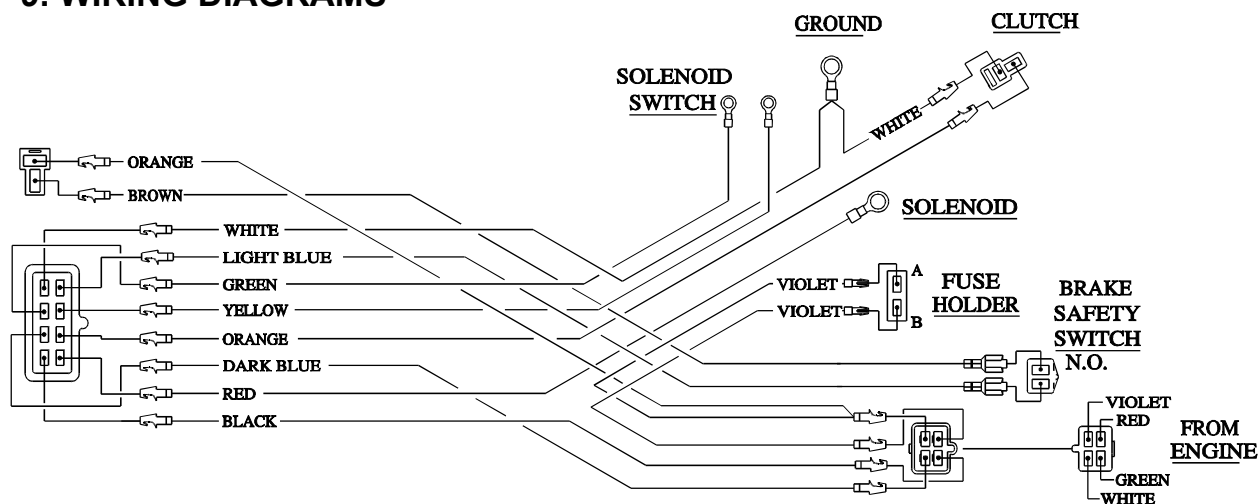 9. WIRING DIAGRAMS
GROUND
CLUTCH
SOLENOID
SWITCH
WHITE
ORANGE
BROWN
SOLENOID
WHITE
LIGHT BLUE
GREEN
YELLOW
ORANGE
DARK BLUE
RED
BLACK
VIOLET
VIOLET
A
B
FUSE
HOLDER
BRAKE
SAFETY
SWITCH
N.O.
VIOLET
RED
FROM
ENGINE
GREEN
WHITE